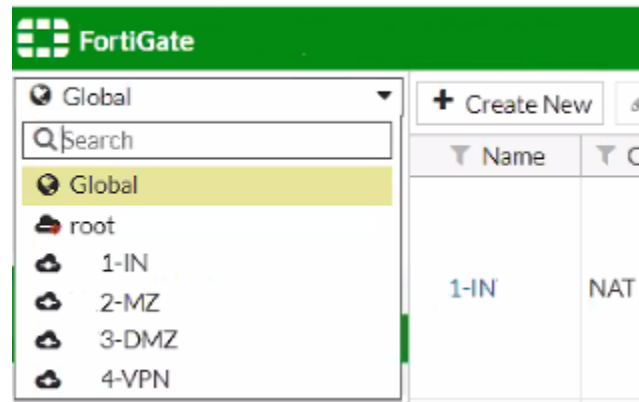 FortiGate
Global
Search
Global
root
1-IN
2-MZ
3-DMZ
4-VPN
+ Create New
Name
1-IN
NAT